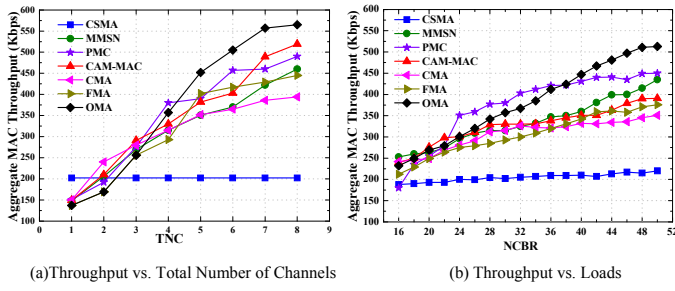 Aggregate MAC Throughput (Kbps)
600
550
500
450
400
350
300
250
200
150
100
CSMA
MMSN
PMC
CAM-MAC
CMA
FMA
OMA
0 1 2 3 4 5 6 7 8 9
TNC
(a)Throughput vs. Total Number of Channels
Aggregate MAC Throughput (Kbps)
600
550
500
450
400
350
300
250
200
150
100
CSMA
MMSN
PMC
CAM-MAC
CMA
FMA
OMA
16 20 24 28 32 36 40 44 48 52
NCBR
(b) Throughput vs. Loads